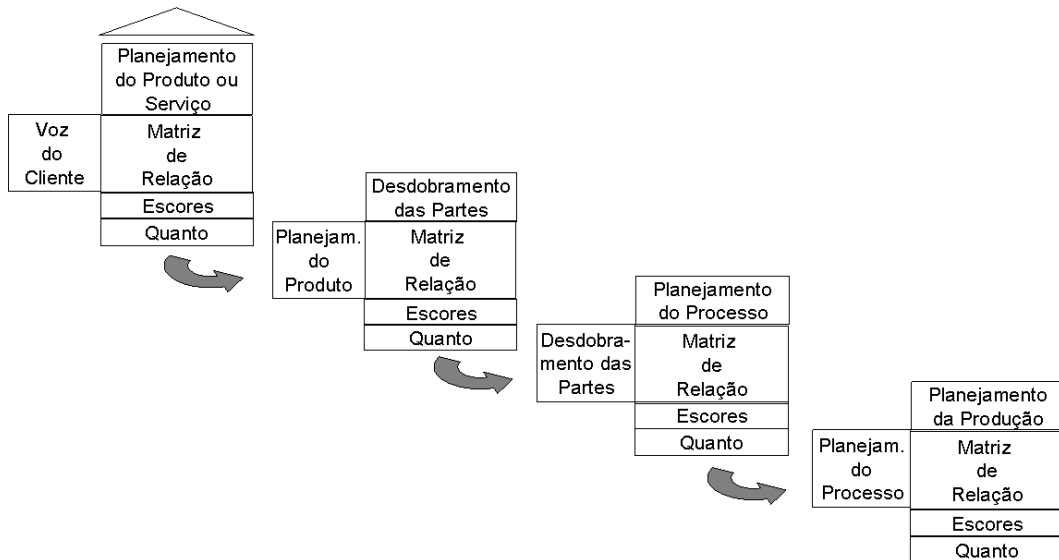 Planejamento
do Produto ou
Serviço
Voz
do
Cliente
Matriz
de
Relação
Escores
Quanto
Desdobramento
das Partes
Planejam.
do
Produto
Matriz
de
Relação
Escores
Quanto
Planejamento
do Processo
Desdobra-
mento das
Partes
Matriz
de
Relação
Escores
Quanto
Planejamento
da Produção
Planejam.
do
Processo
Matriz
de
Relação
Escores
Quanto